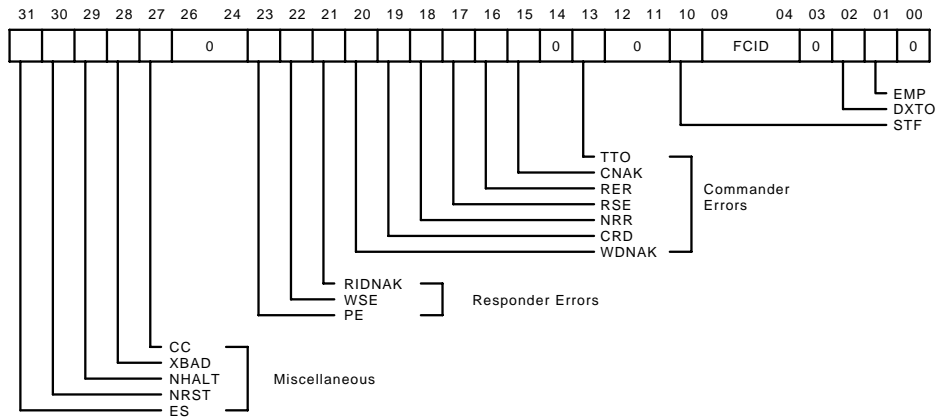 31 30 29 28 27 26 24 23 22 21 20 19 18 17 16 15 14 13 12 11 10 09 04 03 02 01 00
0 0 0 FCID 0 0
EMP
DXTO
STF
TTO
CNAK
RER
RSE
NRR
CRD
WDNAK
Commander
Errors
RIDNAK
WSE
PE
Responder Errors
CC
XBAD
NHALT
NRST
ES
Miscellaneous